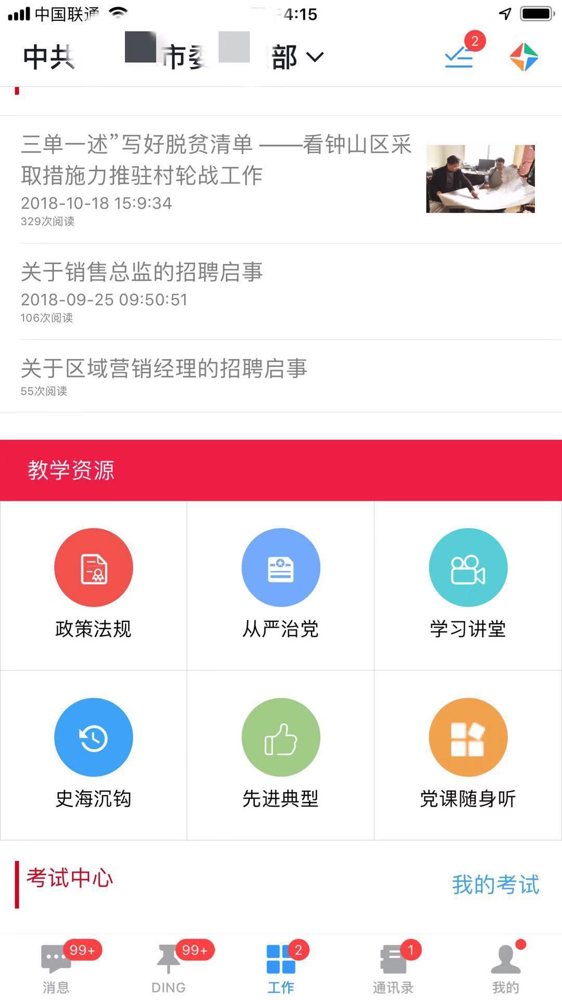 中国联通 4:15
中共 市委 部
2
三单一述”写好脱贫清单 ——看钟山区采
取措施力推驻村轮战工作
2018-10-18 15:9:34
329次阅读
关于销售总监的招聘启事
2018-09-25 09:50:51
106次阅读
关于区域营销经理的招聘启事
55次阅读
教学资源
政策法规 从严治党 学习讲堂
史海沉钩 先进典型 党课随身听
考试中心 我的考试
99+ 99+ 2 1
消息 DING 工作 通讯录 我的